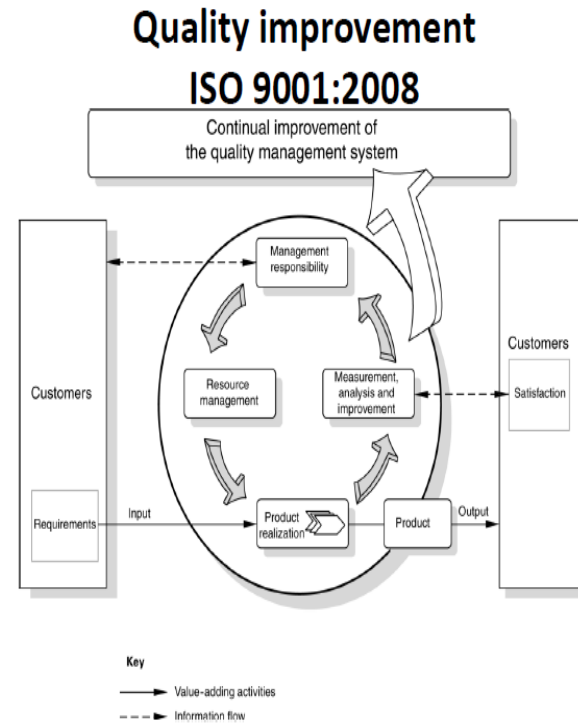 Quality improvement
ISO 9001:2008
Continual improvement of
the quality management system
Management
responsibility
Customers
Resource
management
Measurement,
analysis and
improvement
Customers
Satisfaction
Requirements
Input
Product
realization
Product
Output
Key
Value-adding activities
Information flow